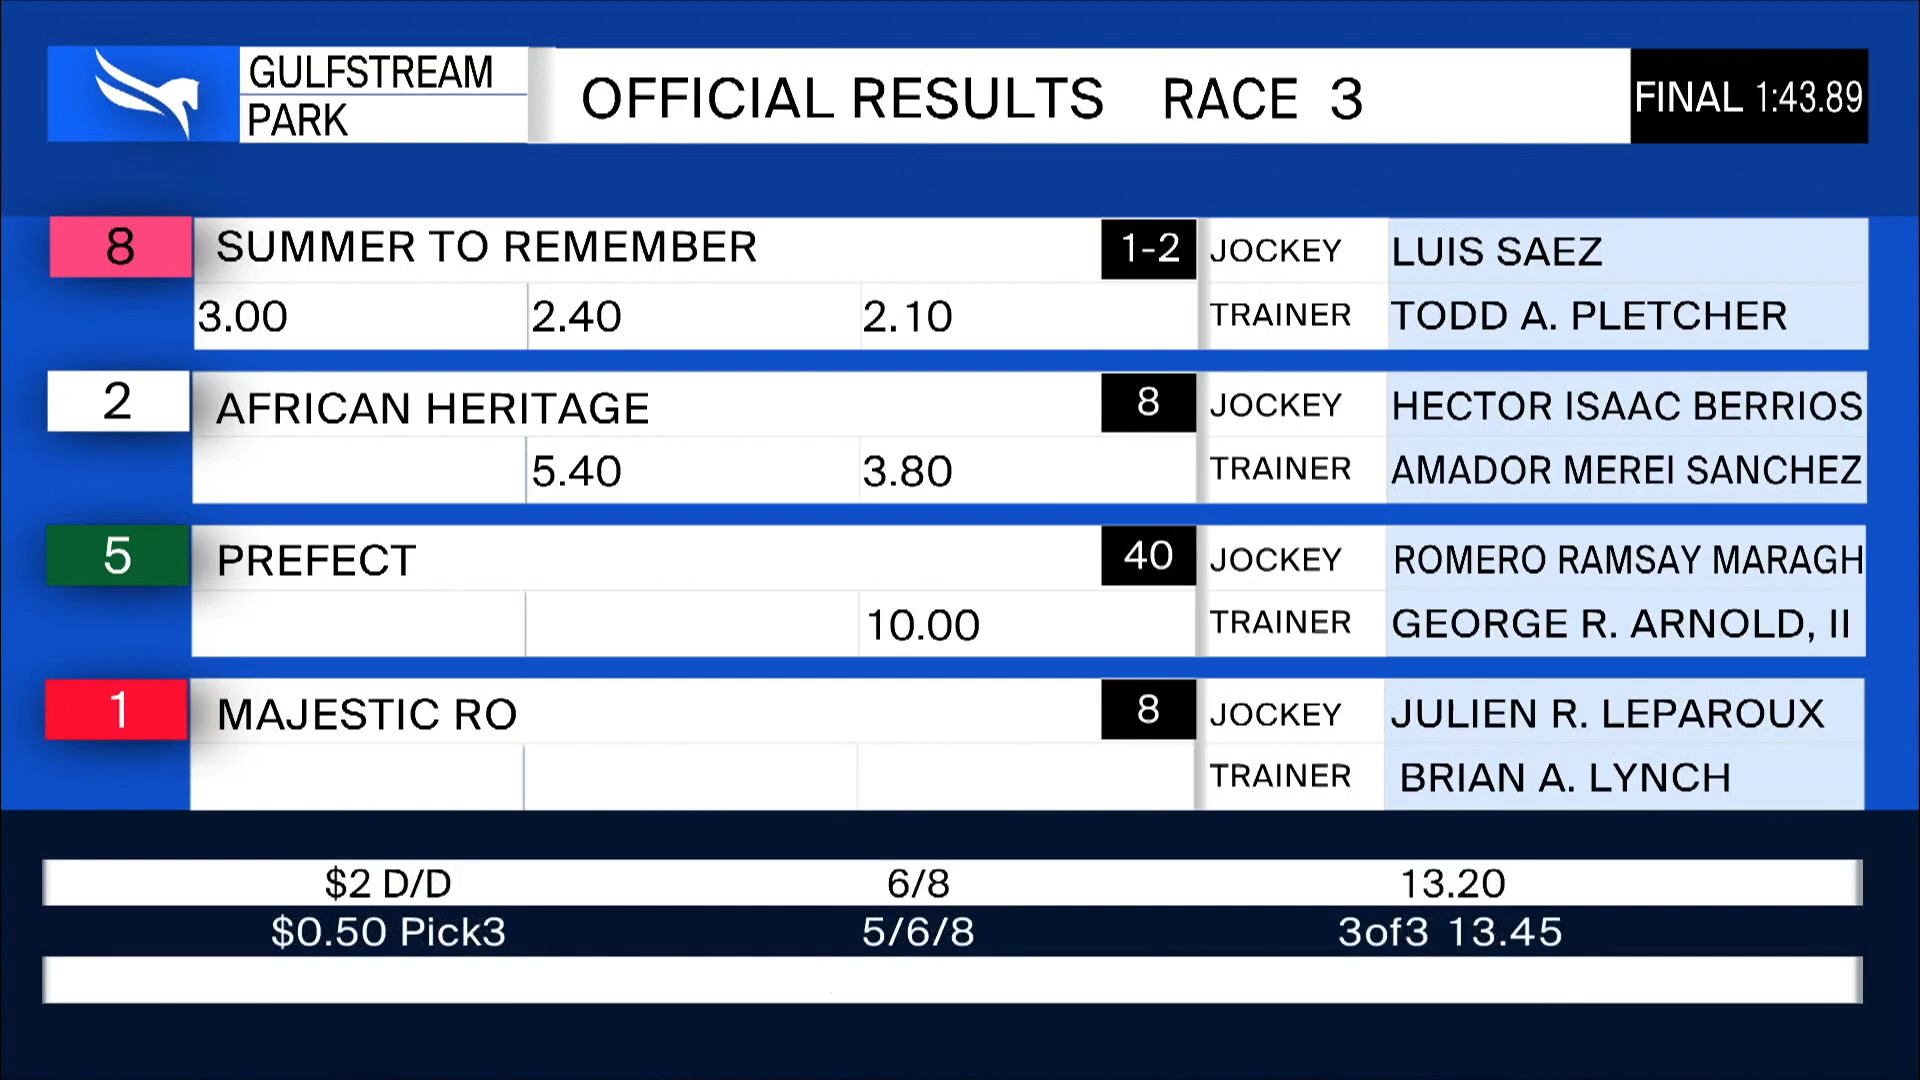 GULFSTREAM
PARK
OFFICIAL RESULTS RACE 3
FINAL 1:43.89
8 SUMMER TO REMEMBER 1-2 JOCKEY LUIS SAEZ
3.00 2.40 2.10 TRAINER TODD A. PLETCHER
2 AFRICAN HERITAGE 8 JOCKEY HECTOR ISAAC BERRIOS
5.40 3.80 TRAINER AMADOR MEREI SANCHEZ
5 PREFECT 40 JOCKEY ROMERO RAMSAY MARAGH
10.00 TRAINER GEORGE R. ARNOLD, II
1 MAJESTIC RO 8 JOCKEY JULIEN R. LEPAROUX
TRAINER BRIAN A. LYNCH
$2 D/D 6/8 13.20
$0.50 Pick3 5/6/8 3of3 13.45